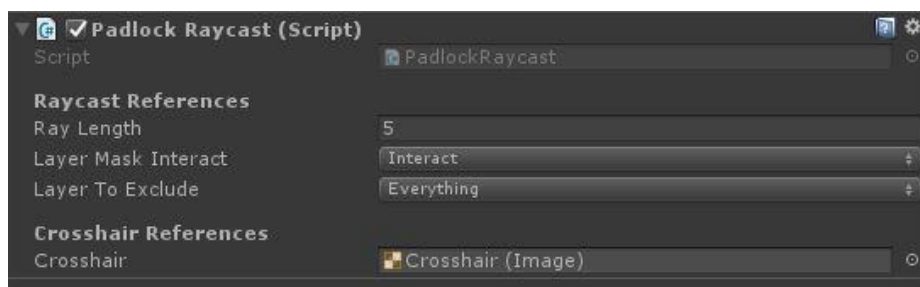 Padlock Raycast (Script)
Script PadlockRaycast
Raycast References
Ray Length 5
Layer Mask Interact Interact
Layer To Exclude Everything
Crosshair References
Crosshair Crosshair (Image)